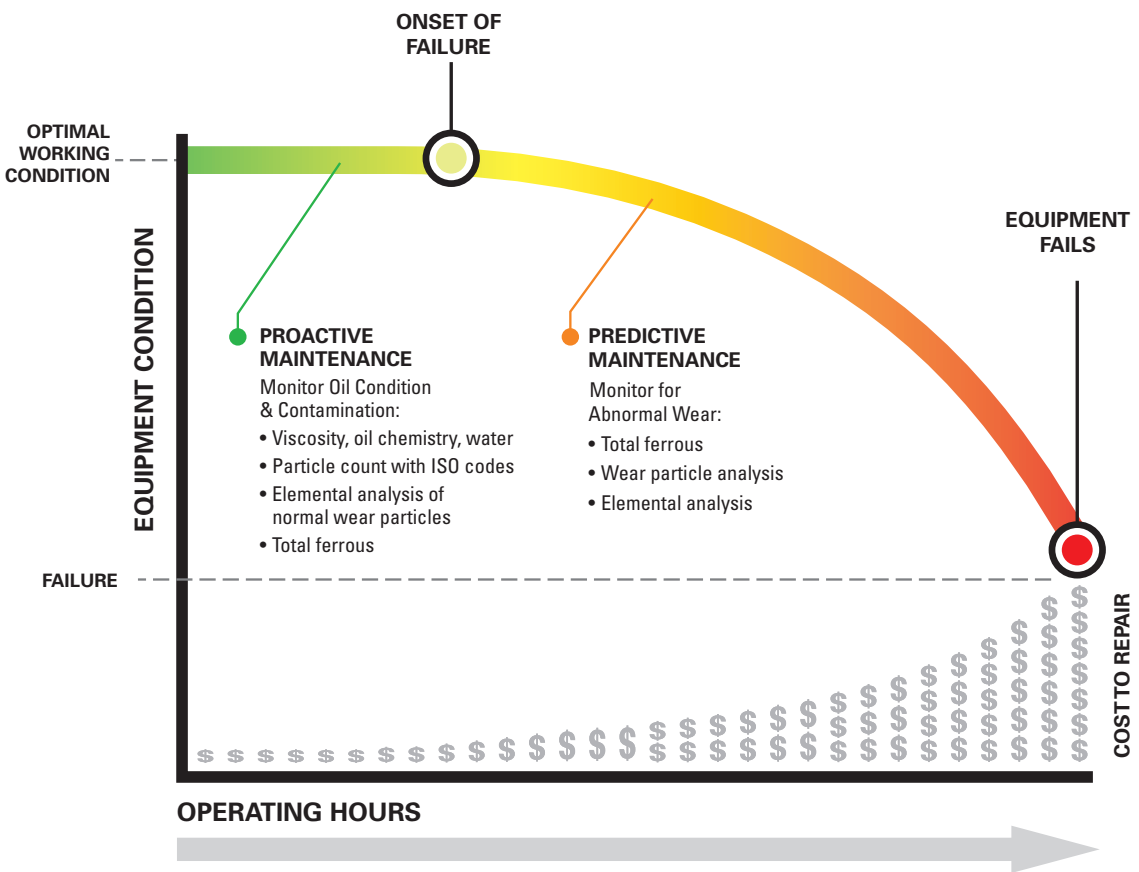 ONSET OF
FAILURE
OPTIMAL
WORKING
CONDITION
EQUIPMENT
FAILS
EQUIPMENT CONDITION
PROACTIVE
MAINTENANCE
Monitor Oil Condition
& Contamination:
• Viscosity, oil chemistry, water
• Particle count with ISO codes
• Elemental analysis of
normal wear particles
• Total ferrous
PREDICTIVE
MAINTENANCE
Monitor for
Abnormal Wear:
• Total ferrous
• Wear particle analysis
• Elemental analysis
FAILURE
COST TO REPAIR
$ $ $ $ $ $ $ $ $ $ $ $ $ $ $ $ $ $ $ $ $ $ $ $ $ $ $ $ $ $
OPERATING HOURS